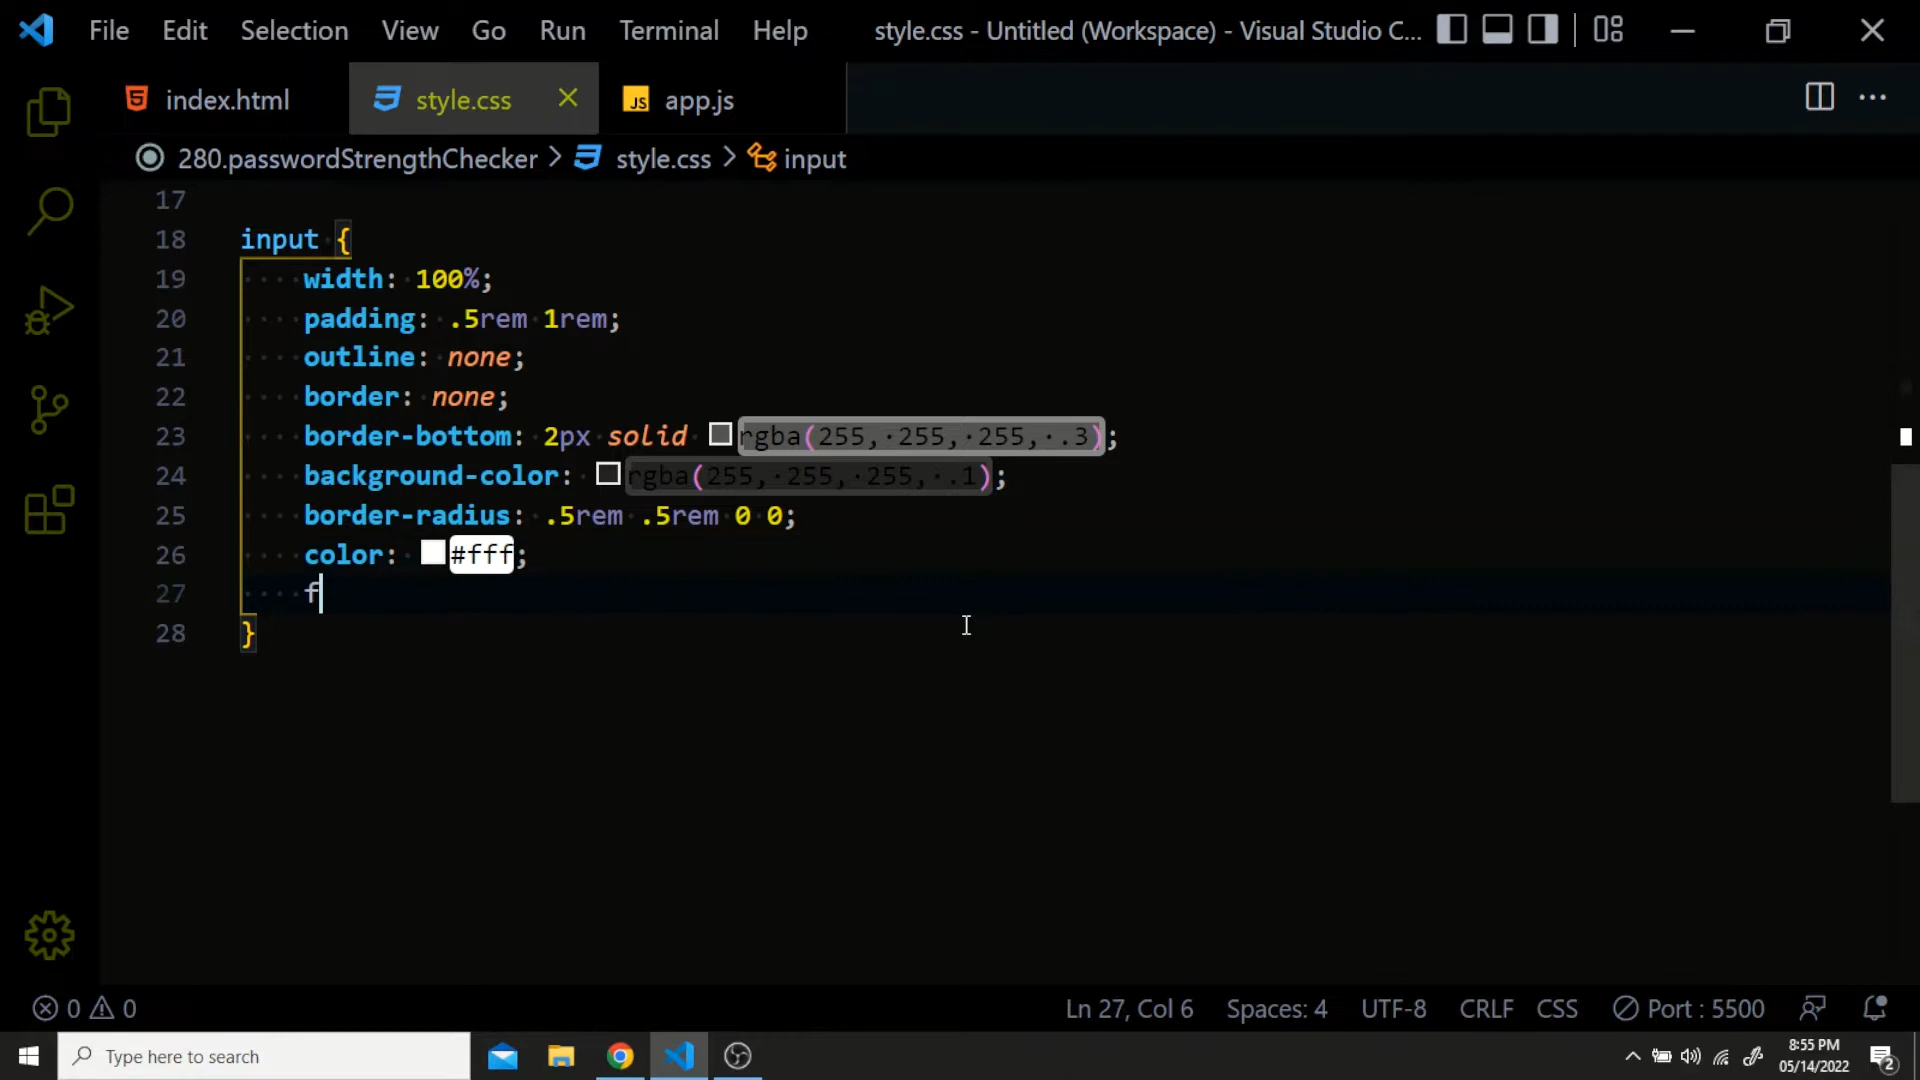 File Edit Selection View Go Run Terminal Help style.css - Untitled (Workspace) - Visual Studio C...
index.html style.css JS app.js
280.passwordStrengthChecker > style.css > input
17
18 input {
19 width: 100%;
20 padding: .5rem 1rem;
21 outline: none;
22 border: none;
23 border-bottom: 2px solid rgba(255, 255, 255, .3);
24 background-color: rgba(255, 255, 255, .1);
25 border-radius: .5rem .5rem 0 0;
26 color: #fff;
27 f
28 }
0 0 Ln 27, Col 6 Spaces: 4 UTF-8 CRLF CSS Port : 5500
Type here to search
8:55 PM
05/14/2022
2